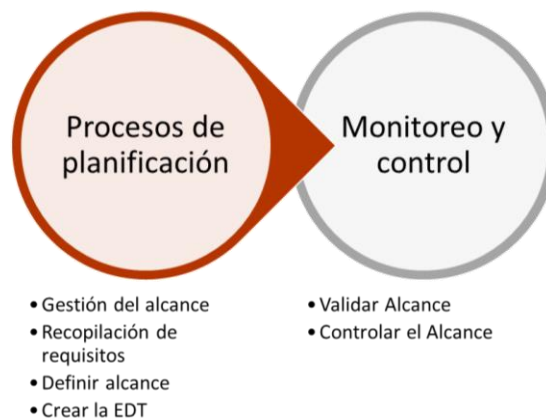 Procesos de
planificación
Monitoreo y
control
• Gestión del alcance
• Recopilación de
requisitos
• Definir alcance
• Crear la EDT
• Validar Alcance
• Controlar el Alcance